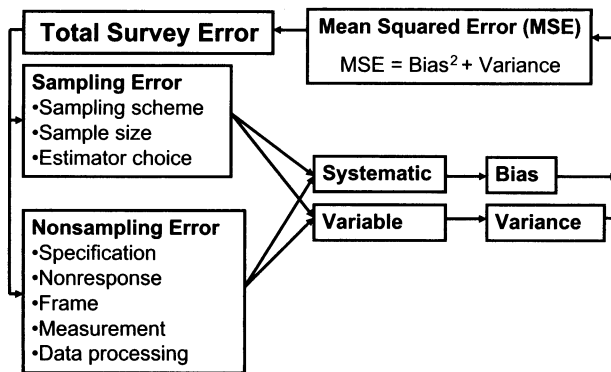 Total Survey Error
Mean Squared Error (MSE)
MSE = Bias² + Variance
Sampling Error
•Sampling scheme
•Sample size
•Estimator choice
Systematic
Bias
Variable
Variance
Nonsampling Error
•Specification
•Nonresponse
•Frame
•Measurement
•Data processing